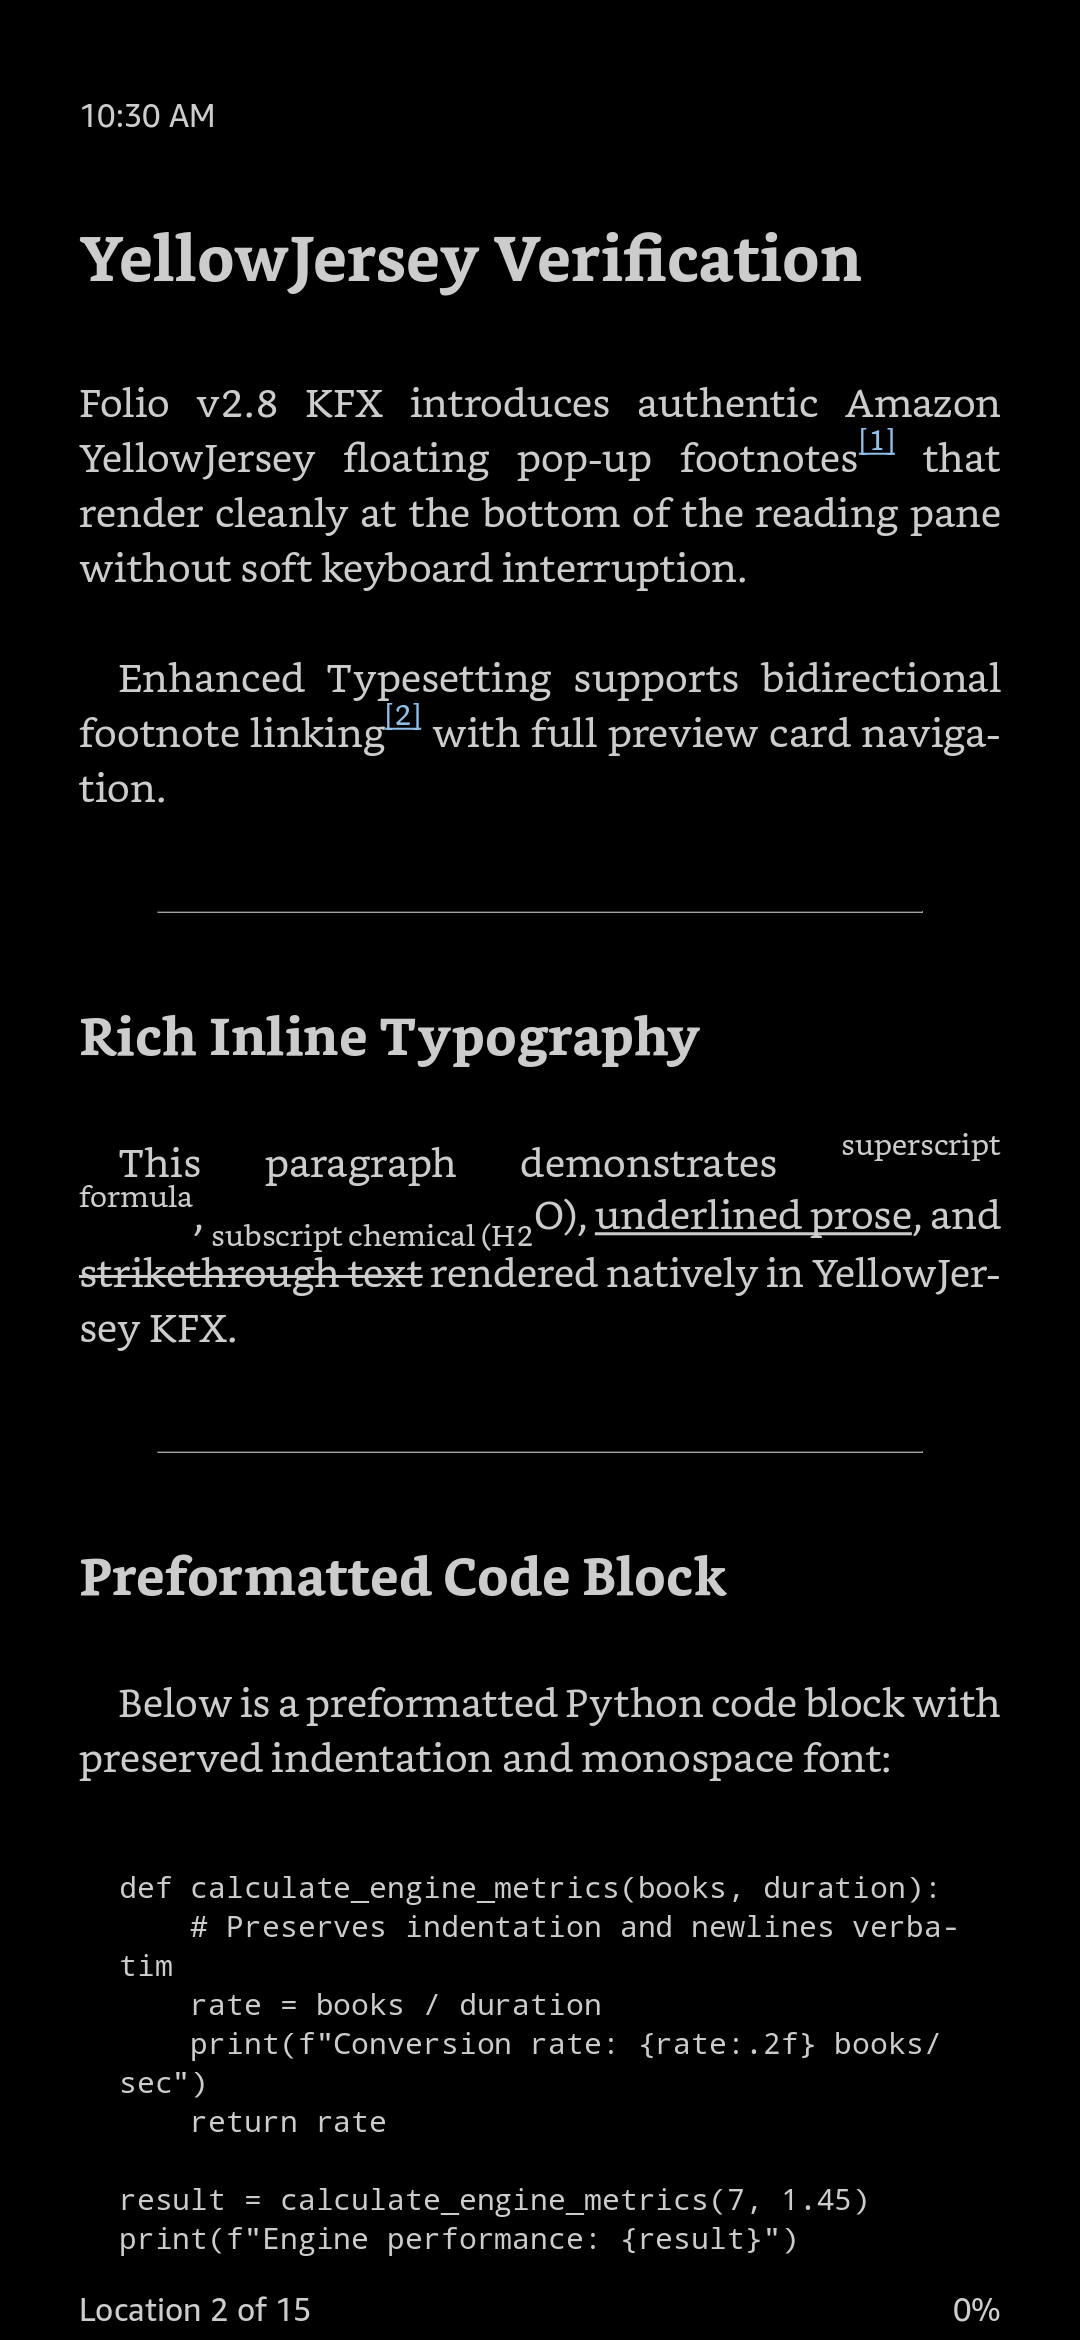 10:30 AM
YellowJersey Verification
Folio v2.8 KFX introduces authentic Amazon
YellowJersey floating pop-up footnotes[1] that
render cleanly at the bottom of the reading pane
without soft keyboard interruption.
Enhanced Typesetting supports bidirectional
footnote linking[2] with full preview card naviga-
tion.
Rich Inline Typography
This paragraph demonstrates superscript
formula, subscript chemical (H2O), underlined prose, and
strikethrough text rendered natively in YellowJer-
sey KFX.
Preformatted Code Block
Below is a preformatted Python code block with
preserved indentation and monospace font:
def calculate_engine_metrics(books, duration):
    # Preserves indentation and newlines verba-
tim
    rate = books / duration
    print(f"Conversion rate: {rate:.2f} books/
sec")
    return rate
result = calculate_engine_metrics(7, 1.45)
print(f"Engine performance: {result}")
Location 2 of 15 0%